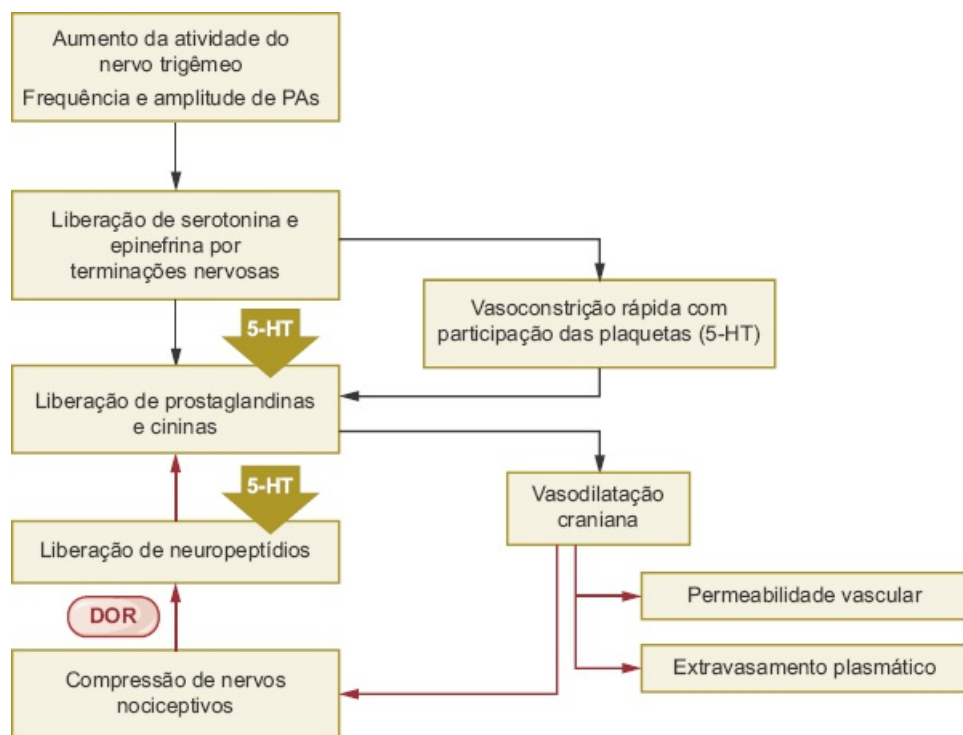 Aumento da atividade do
nervo trigêmeo
Frequência e amplitude de PAs
Liberação de serotonina e
epinefrina por
terminações nervosas
Vasoconstrição rápida com
participação das plaquetas (5-HT)
5-HT
Liberação de prostaglandinas
e cininas
5-HT
Vasodilatação
craniana
Liberação de neuropeptídios
Permeabilidade vascular
DOR
Extravasamento plasmático
Compressão de nervos
nociceptivos